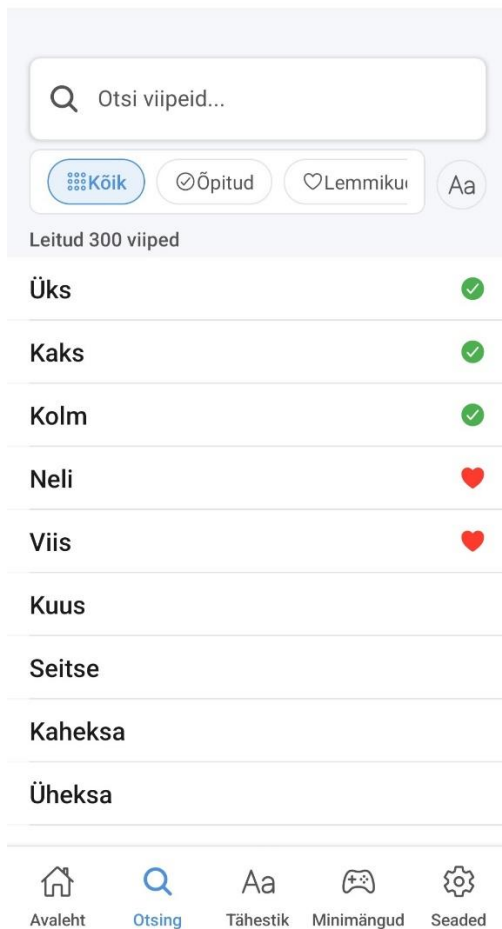 Otsi viipeid...
Kõik Õpitud Lemmiku Aa
Leitud 300 viiped
Üks
Kaks
Kolm
Neli
Viis
Kuus
Seitse
Kaheksa
Üheksa
Aa
Avaleht Otsing Tähestik Minimängud Seaded